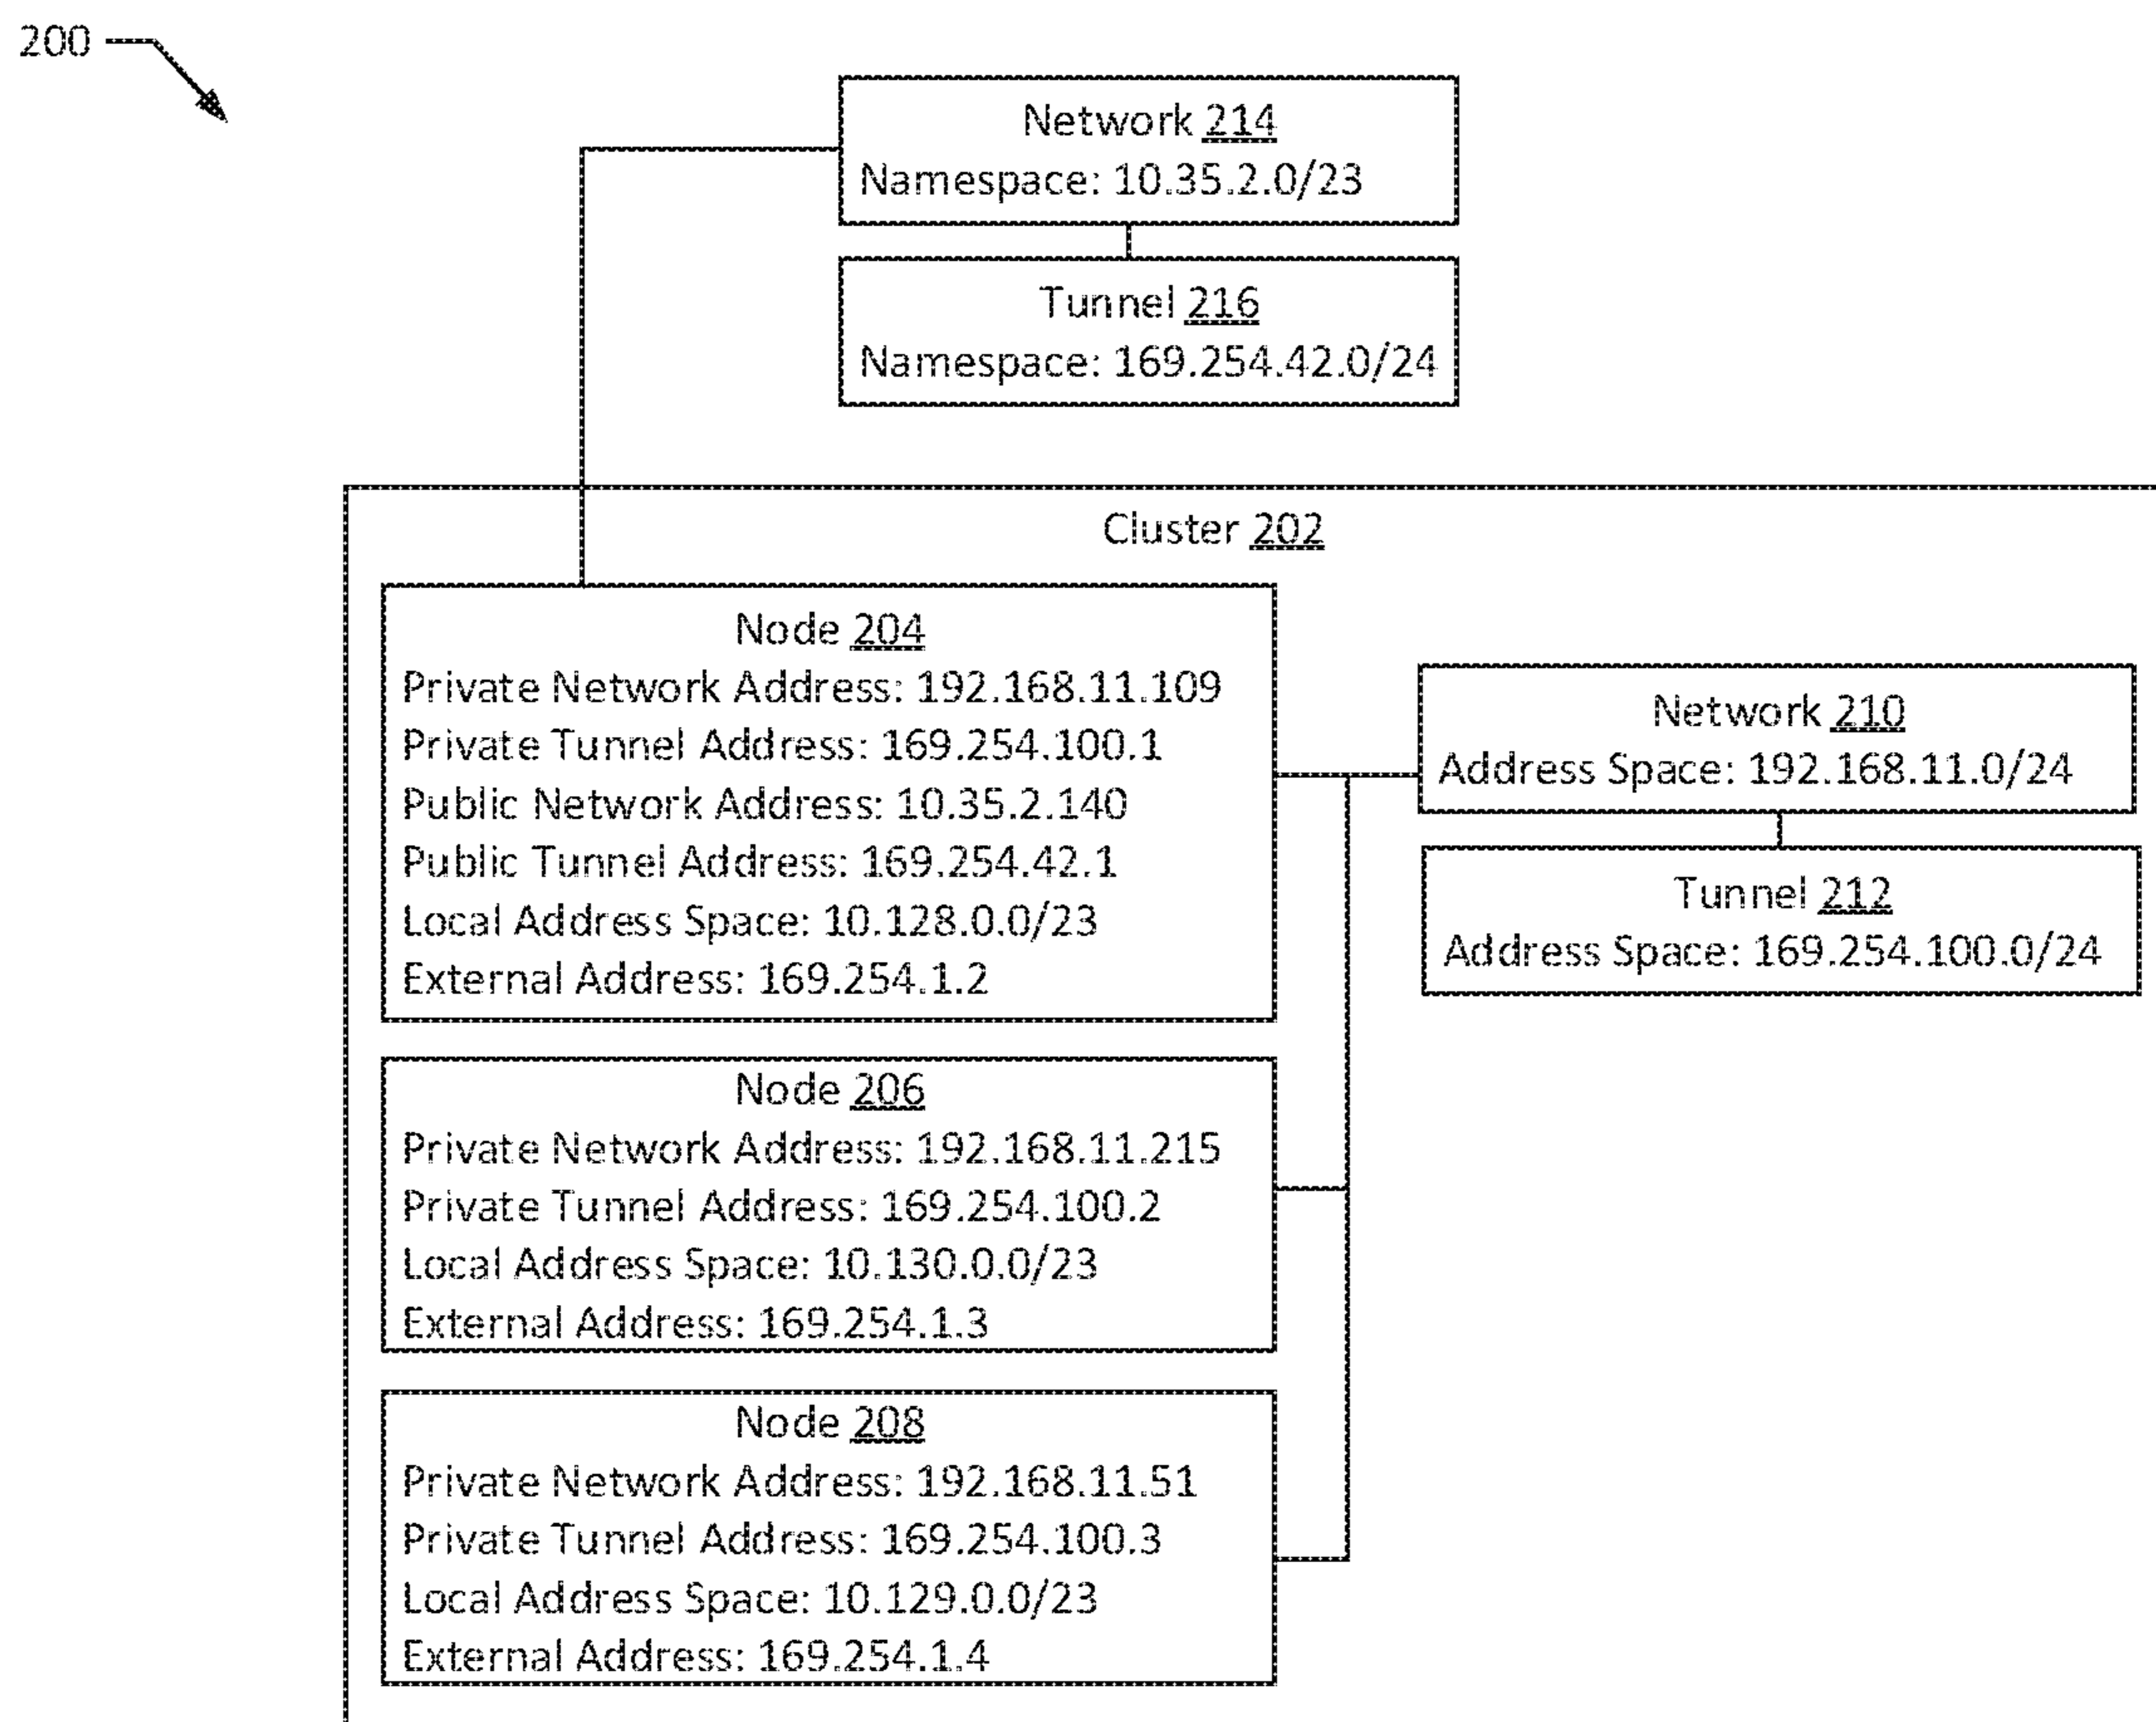 200
Network 214
Namespace: 10.35.2.0/23
Tunnel 216
Namespace: 169.254.42.0/24
Cluster 202
Node 204
Private Network Address: 192.168.11.109
Private Tunnel Address: 169.254.100.1
Public Network Address: 10.35.2.140
Public Tunnel Address: 169.254.42.1
Local Address Space: 10.128.0.0/23
External Address: 169.254.1.2
Network 210
Address Space: 192.168.11.0/24
Tunnel 212
Address Space: 169.254.100.0/24
Node 206
Private Network Address: 192.168.11.215
Private Tunnel Address: 169.254.100.2
Local Address Space: 10.130.0.0/23
External Address: 169.254.1.3
Node 208
Private Network Address: 192.168.11.51
Private Tunnel Address: 169.254.100.3
Local Address Space: 10.129.0.0/23
External Address: 169.254.1.4